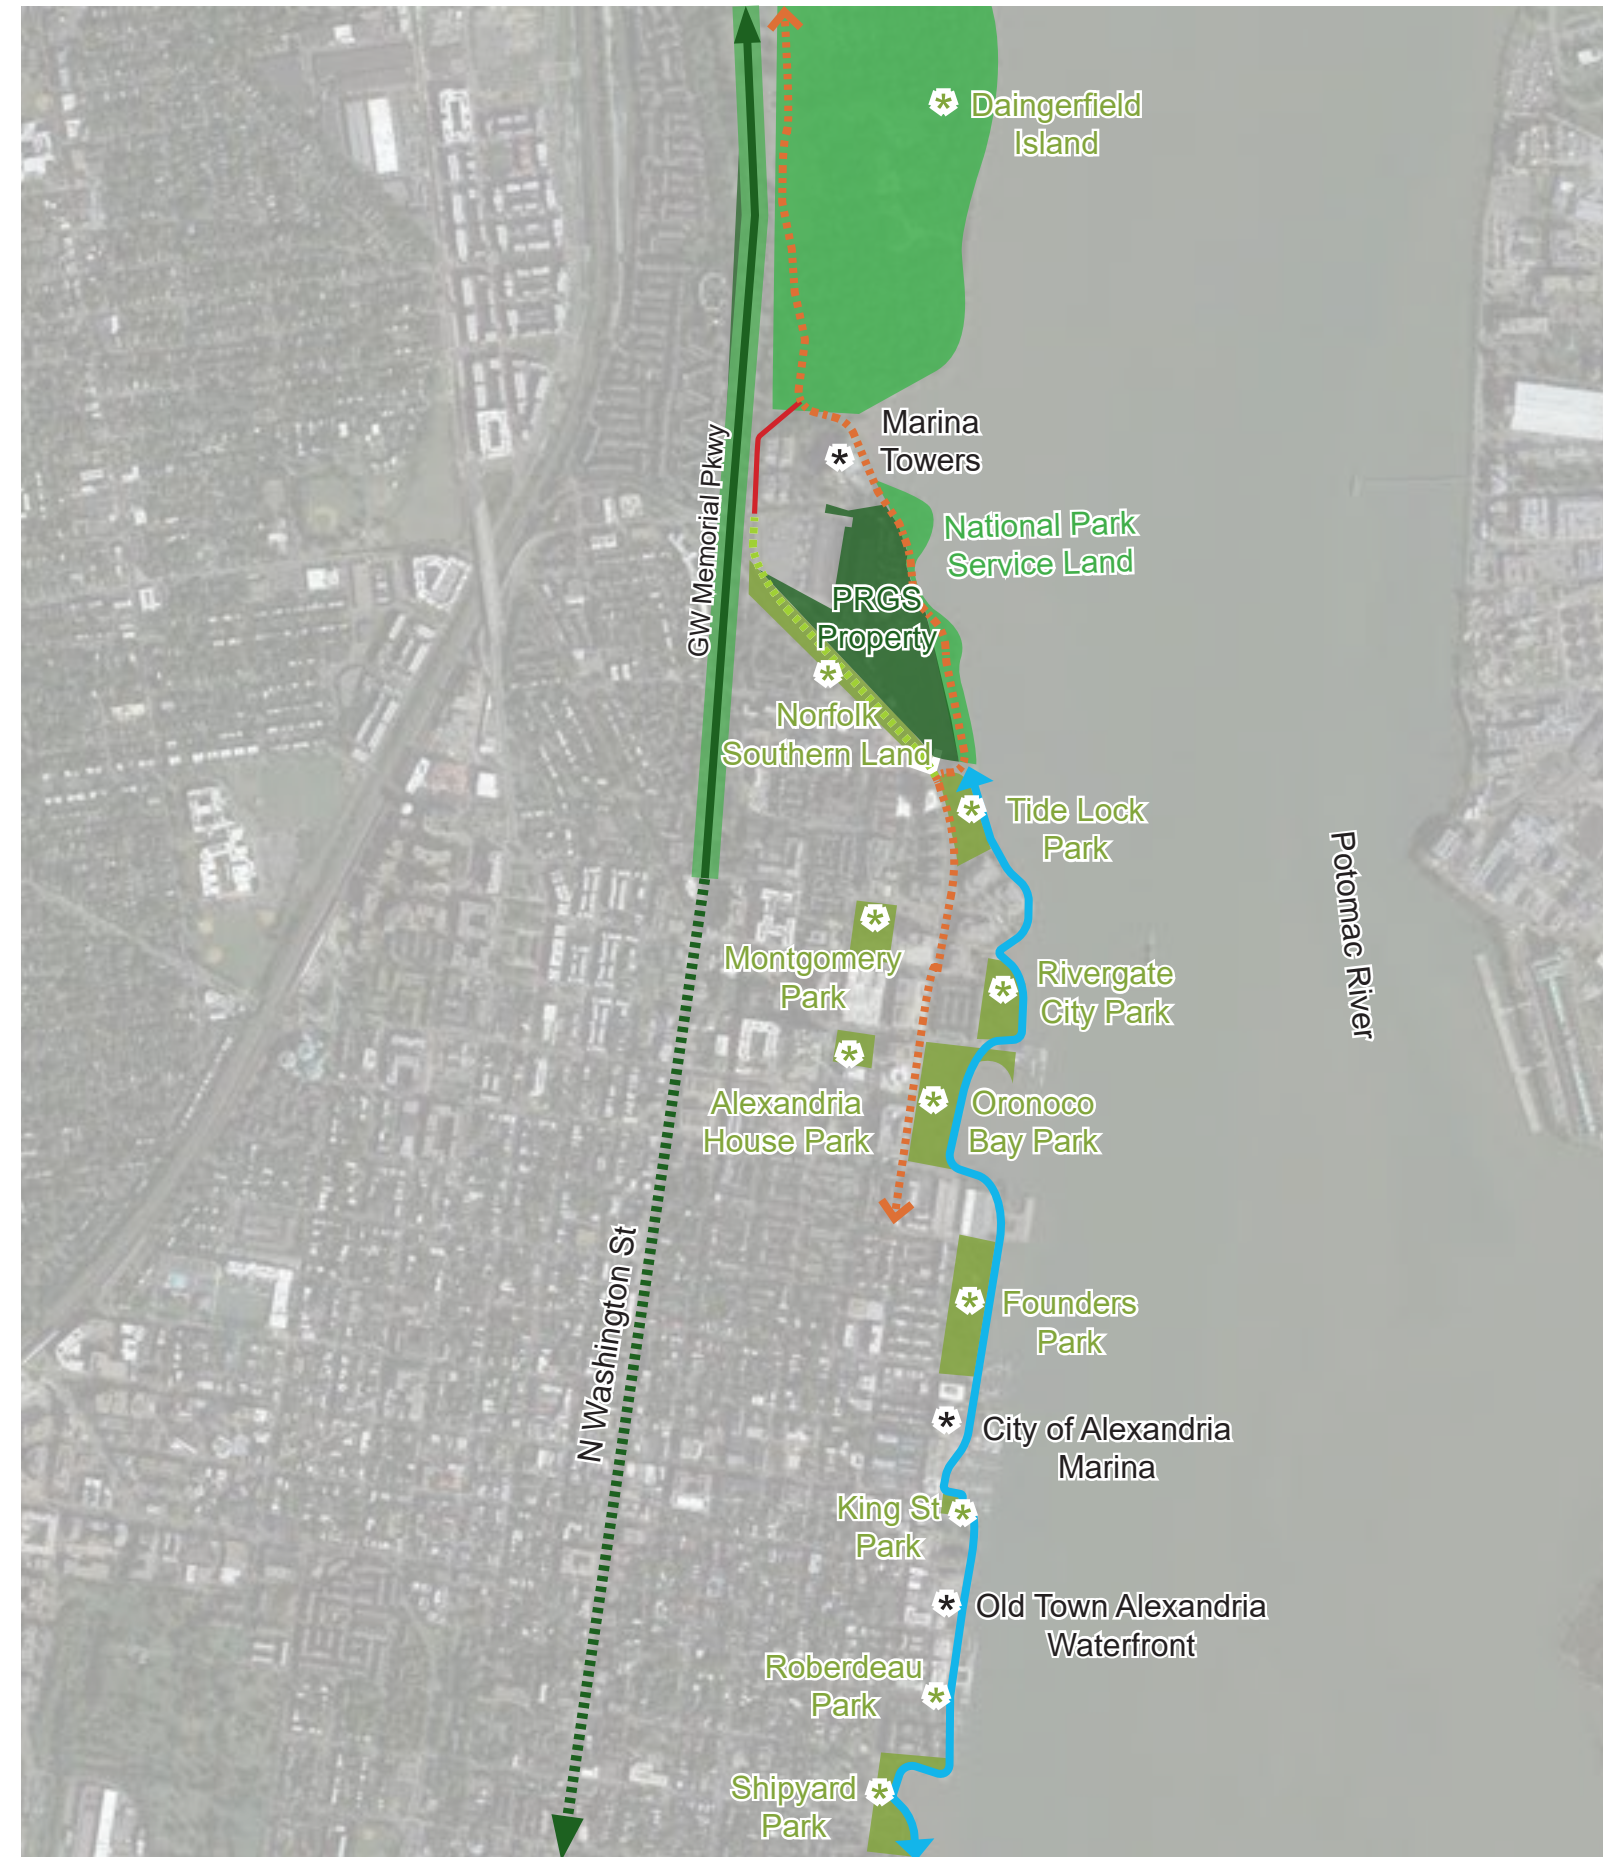 Daingerfield
Island
Marina
Towers
GW Memorial Pkwy
National Park
Service Land
PRGS
Property
Norfolk
Southern Land
Tide Lock
Park
Potomac River
Montgomery
Park
Rivergate
City Park
Alexandria
House Park
Oronoco
Bay Park
N Washington St
Founders
Park
City of Alexandria
Marina
King St
Park
Old Town Alexandria
Waterfront
Roberdeau
Park
Shipyard
Park